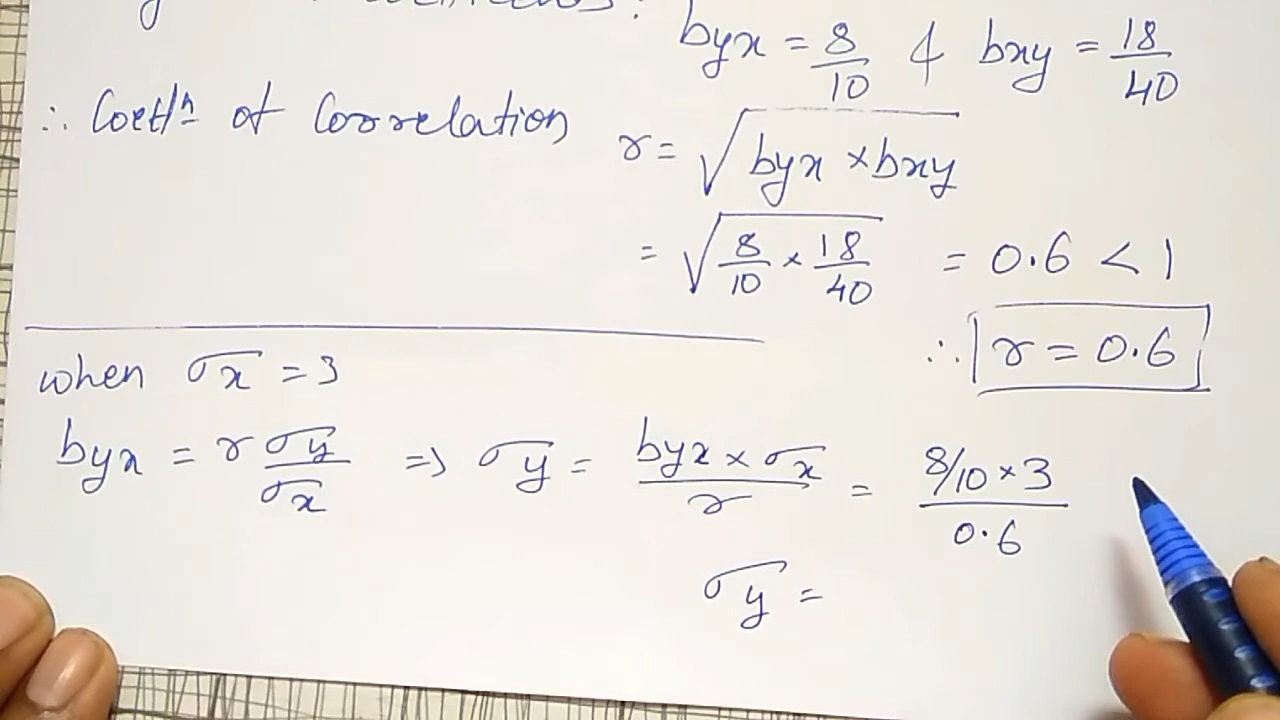 byx = 8/10 & bxy = 18/40
∴ Coeffⁿ of Correlation r = √(byx × bxy)
= √(8/10 × 18/40) = 0.6 < 1
∴ r = 0.6
when σx = 3
byx = r σy/σx => σy = (byx × σx)/r = (8/10 × 3)/0.6
σy =